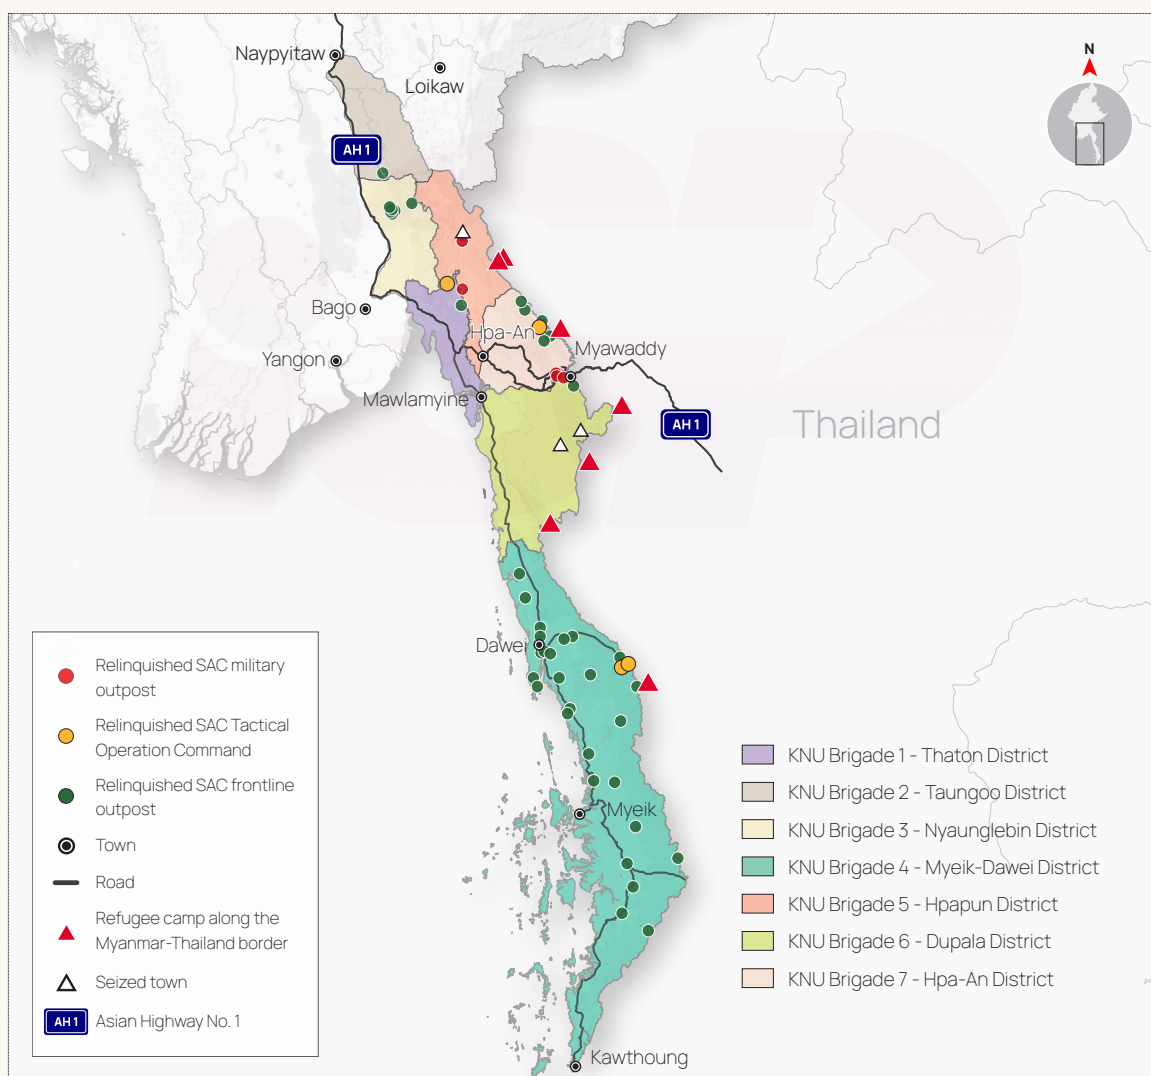 Naypyitaw
Loikaw
N
AH 1
Bago
Hpa-An
Myawaddy
Yangon
Mawlamyine
AH 1
Thailand
Dawei
Myeik
Kawthoung
Relinquished SAC military
outpost
Relinquished SAC Tactical
Operation Command
Relinquished SAC frontline
outpost
Town
Road
Refugee camp along the
Myanmar-Thailand border
Seized town
AH 1 Asian Highway No. 1
KNU Brigade 1 - Thaton District
KNU Brigade 2 - Taungoo District
KNU Brigade 3 - Nyaunglebin District
KNU Brigade 4 - Myeik-Dawei District
KNU Brigade 5 - Hpapun District
KNU Brigade 6 - Dupala District
KNU Brigade 7 - Hpa-An District